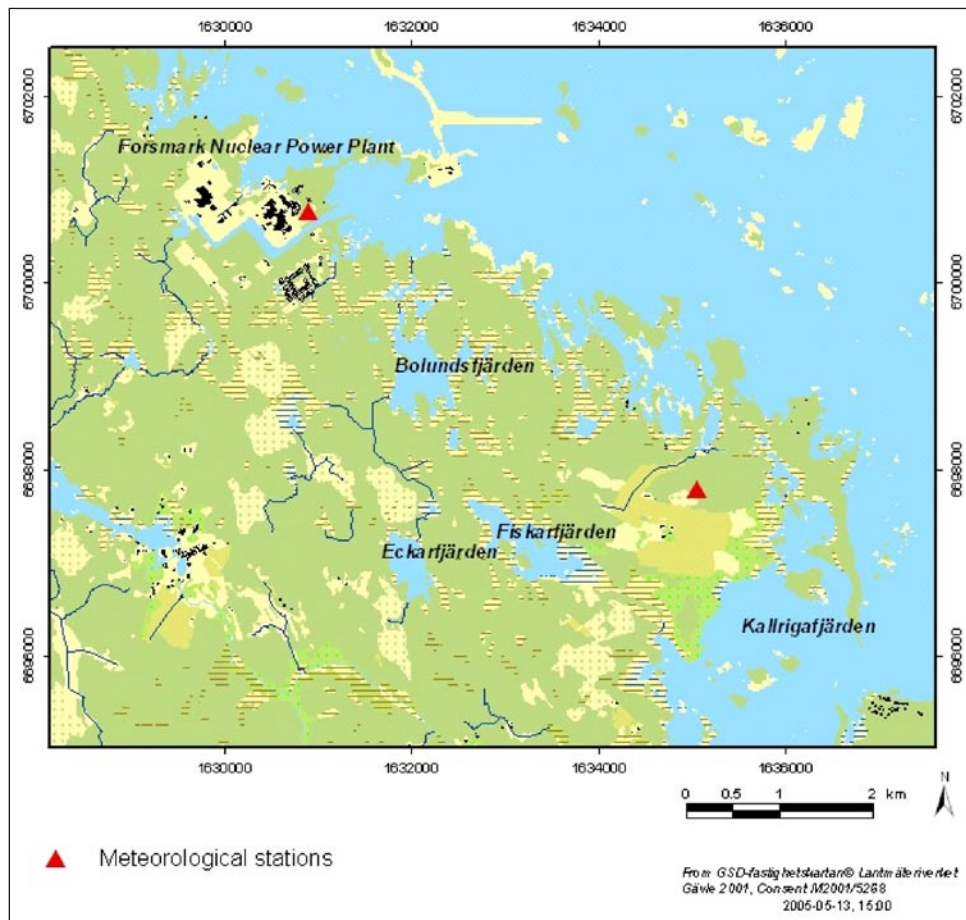 1630000 1632000 1634000 1636000
6702000 6702000
Forsmark Nuclear Power Plant
6700000 6700000
Bolundsfjärden
6698000 6698000
Fiskarfjärden
Eckarfjärden
Kallrigafjärden
6696000 6696000
1630000 1632000 1634000 1636000
N
0 0.5 1 2 km
Meteorological stations
From GSD-fastighetskartan© Lantmäteriverket
Gävle 2001, Consent M2001/5268
2005-05-13, 15:00